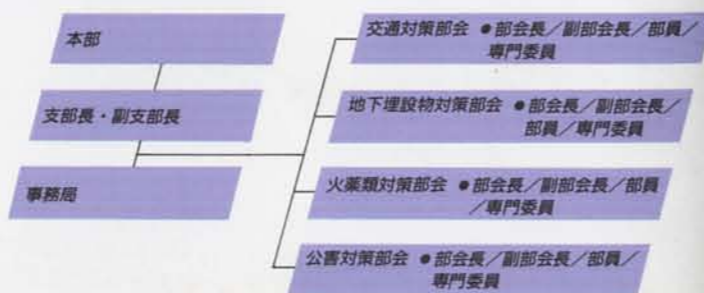 本部
支部長・副支部長
事務局
交通対策部会 ●部会長／副部会長／部員／
専門委員
地下埋設物対策部会 ●部会長／副部会長／
部員／専門委員
火薬類対策部会 ●部会長／副部会長／部員
／専門委員
公害対策部会 ●部会長／副部会長／部員／
専門委員